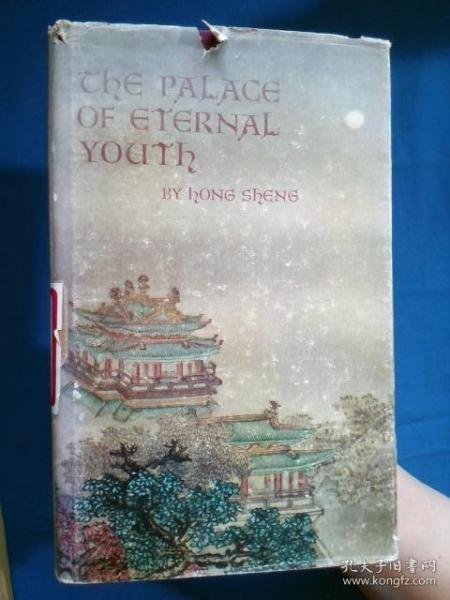 The Palace
of Eternal
Youth
by Hong Sheng
孔夫子旧书网
www.kongfz.com